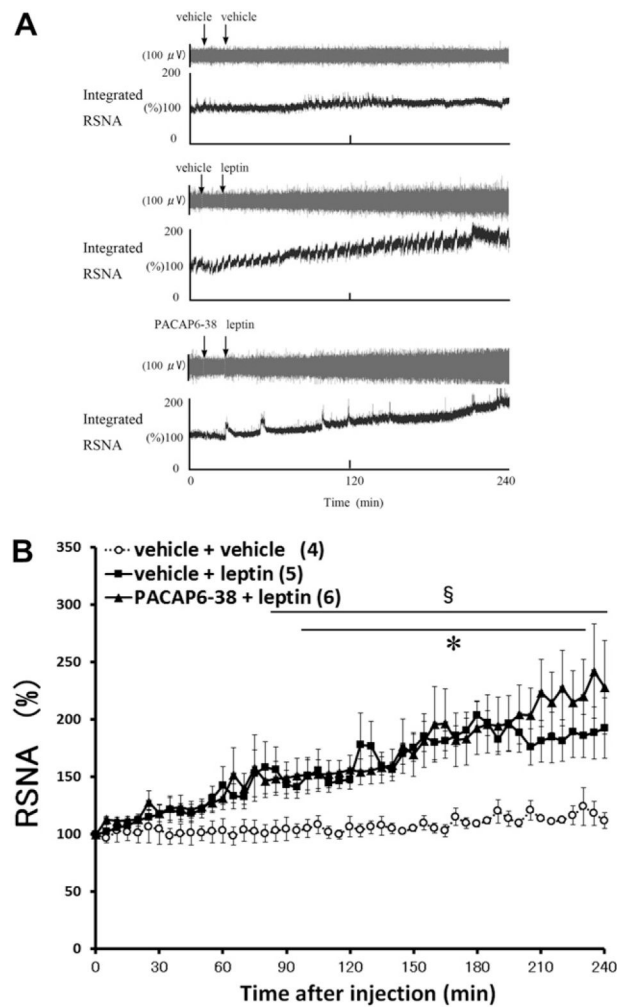 A
vehicle vehicle
(100 μV)
200
Integrated
RSNA
(%)100
0
vehicle leptin
(100 μV)
200
Integrated
RSNA
(%)
100
0
PACAP6-38 leptin
(100 μV)
200
Integrated
RSNA
(%)100
0
0 120 240
Time (min)
B
350
300
250
200
150
100
50
0
RSNA (%)
vehicle + vehicle (4)
vehicle + leptin (5)
PACAP6-38 + leptin (6)
§
*
0 30 60 90 120 150 180 210 240
Time after injection (min)